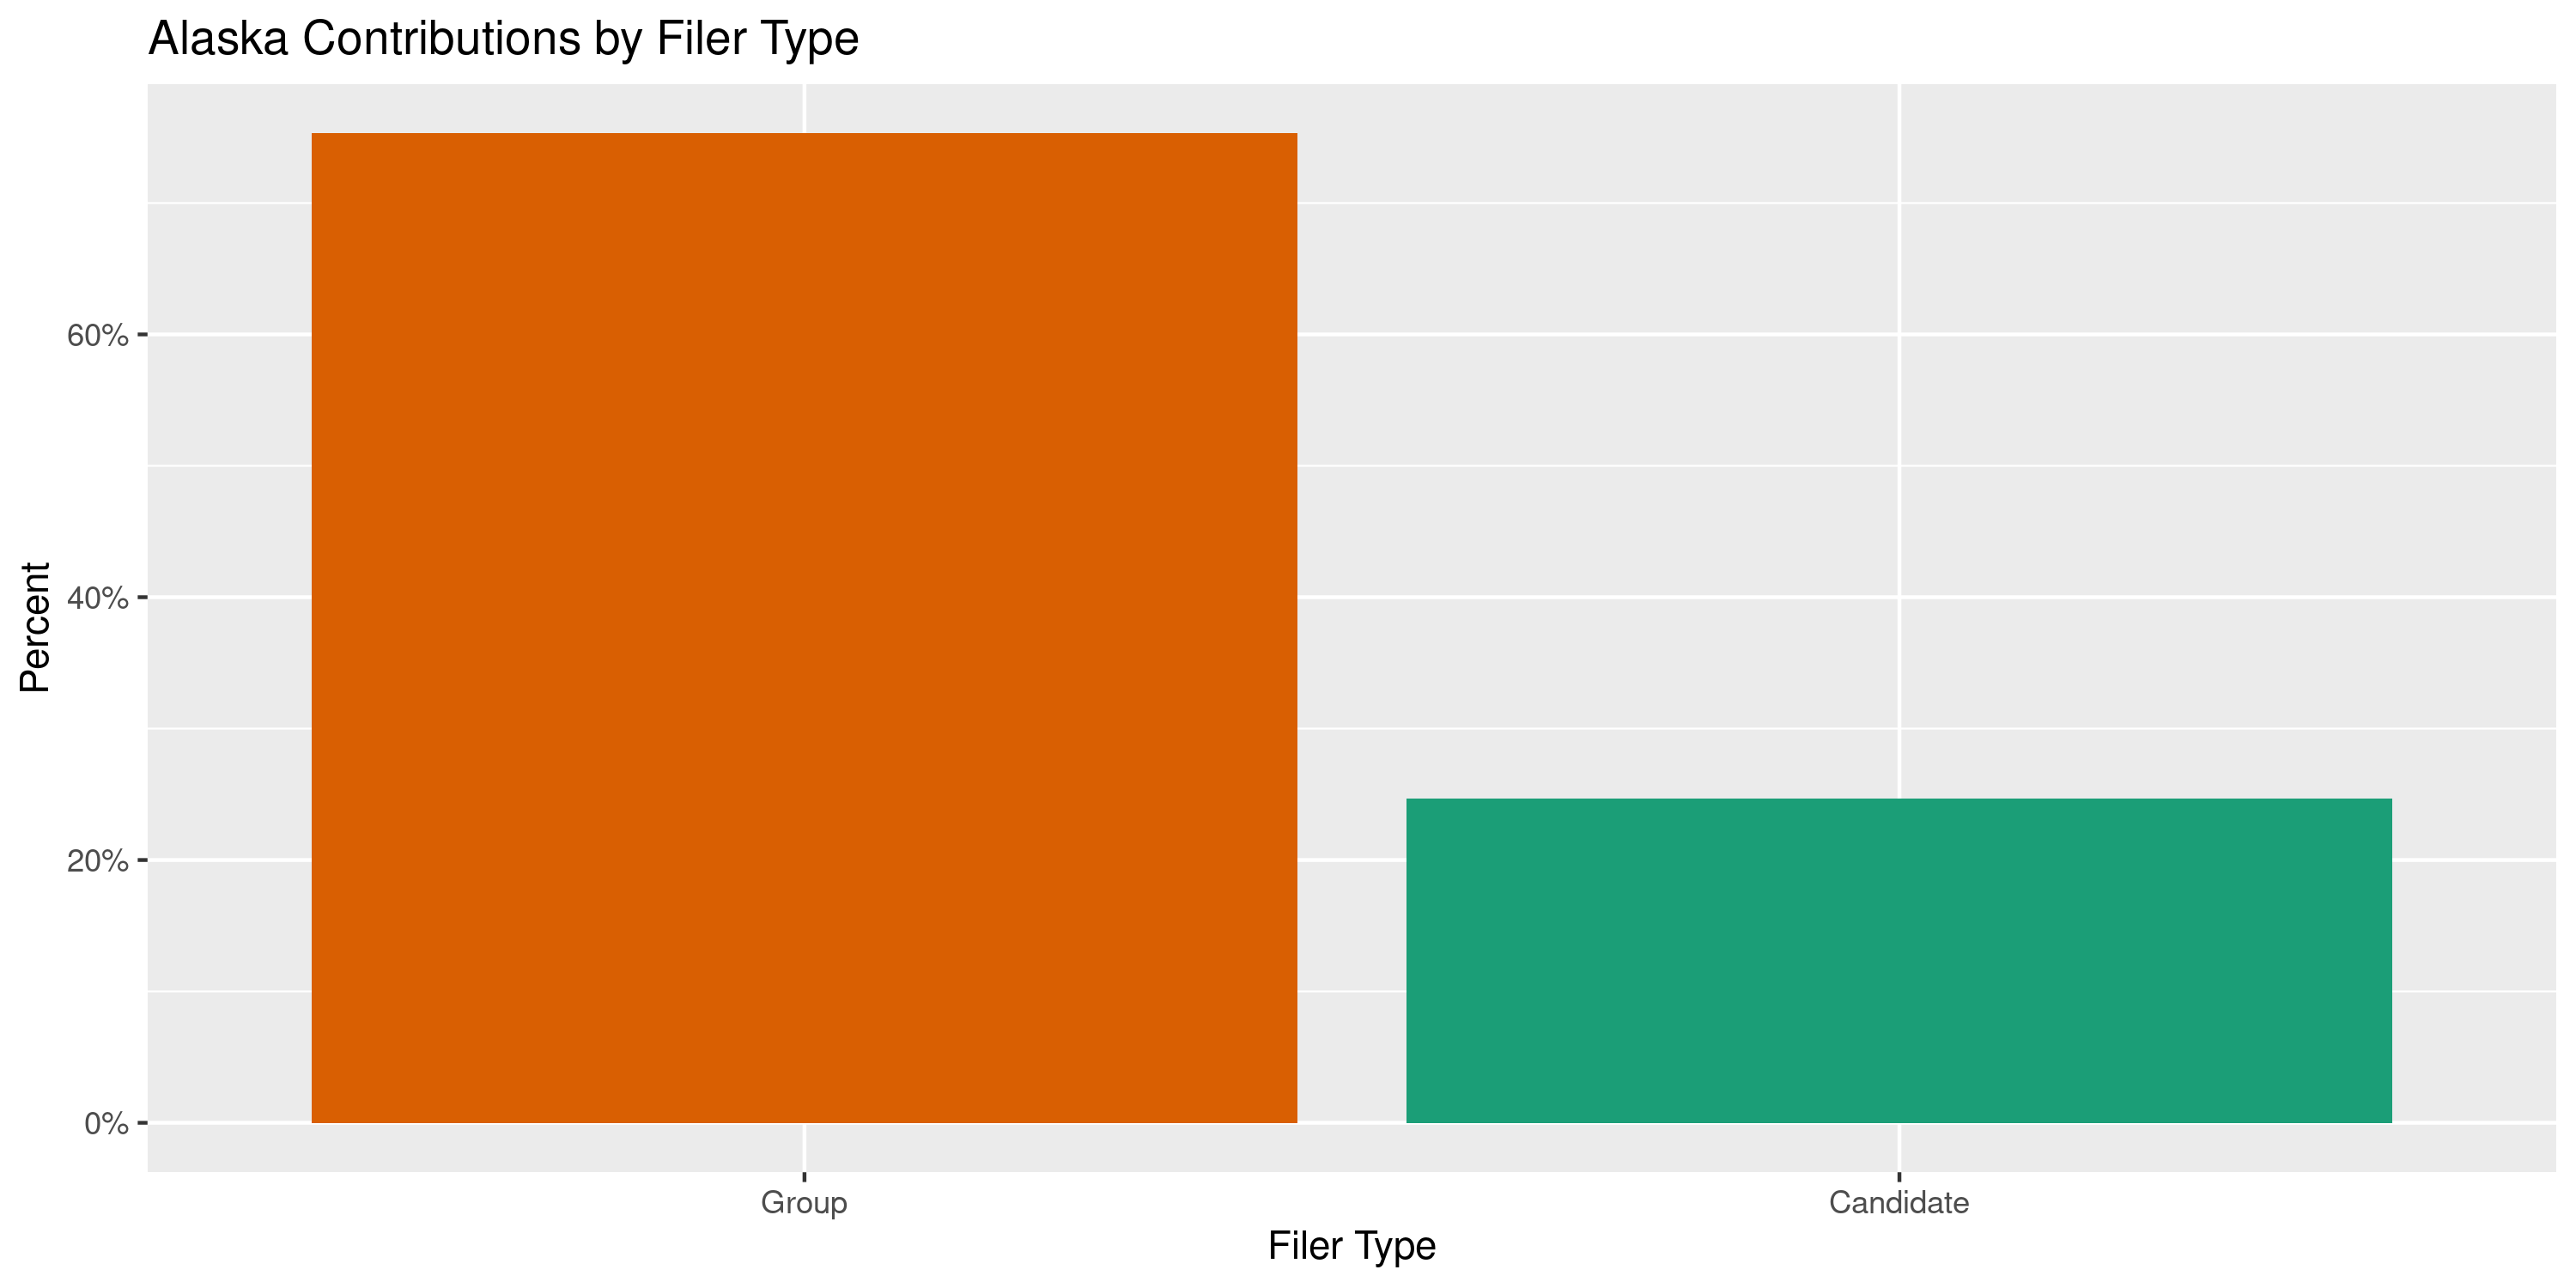 Alaska Contributions by Filer Type
Percent
60%
40%
20%
0%
Group
Candidate
Filer Type